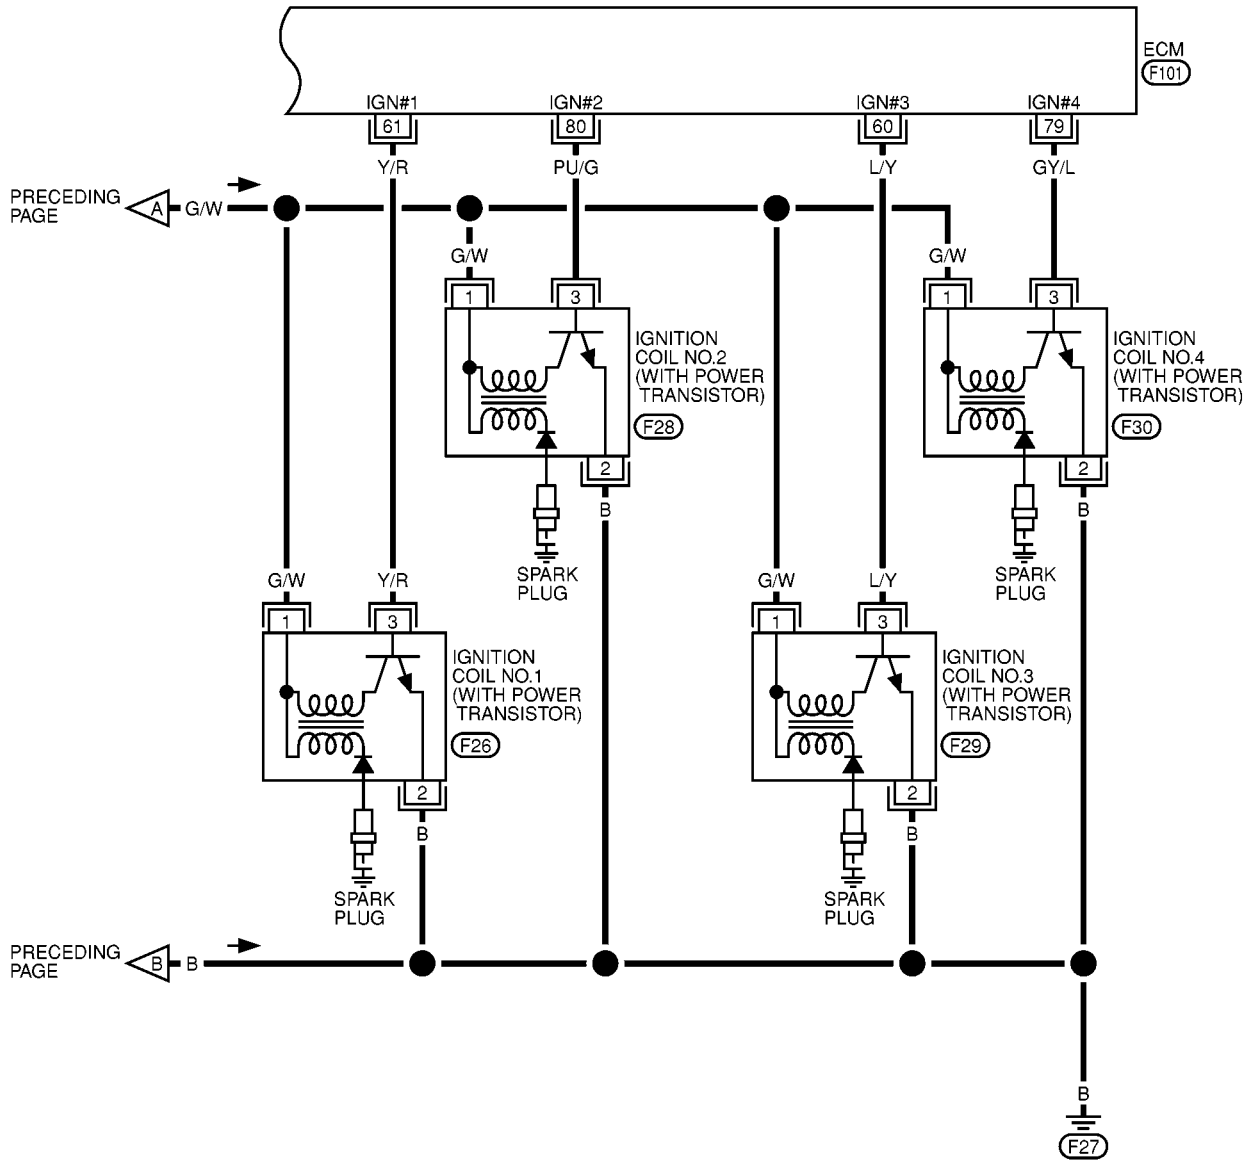 ECM
F101
IGN#1
IGN#2
IGN#3
IGN#4
61
80
60
79
Y/R
PU/G
L/Y
GY/L
PRECEDING
PAGE
A
G/W
G/W
G/W
1
3
1
3
IGNITION
COIL NO.2
(WITH POWER
TRANSISTOR)
F28
IGNITION
COIL NO.4
(WITH POWER
TRANSISTOR)
F30
2
2
B
B
SPARK
PLUG
SPARK
PLUG
G/W
Y/R
G/W
L/Y
1
3
1
3
IGNITION
COIL NO.1
(WITH POWER
TRANSISTOR)
F26
IGNITION
COIL NO.3
(WITH POWER
TRANSISTOR)
F29
2
2
B
B
SPARK
PLUG
SPARK
PLUG
PRECEDING
PAGE
B
B
B
F27